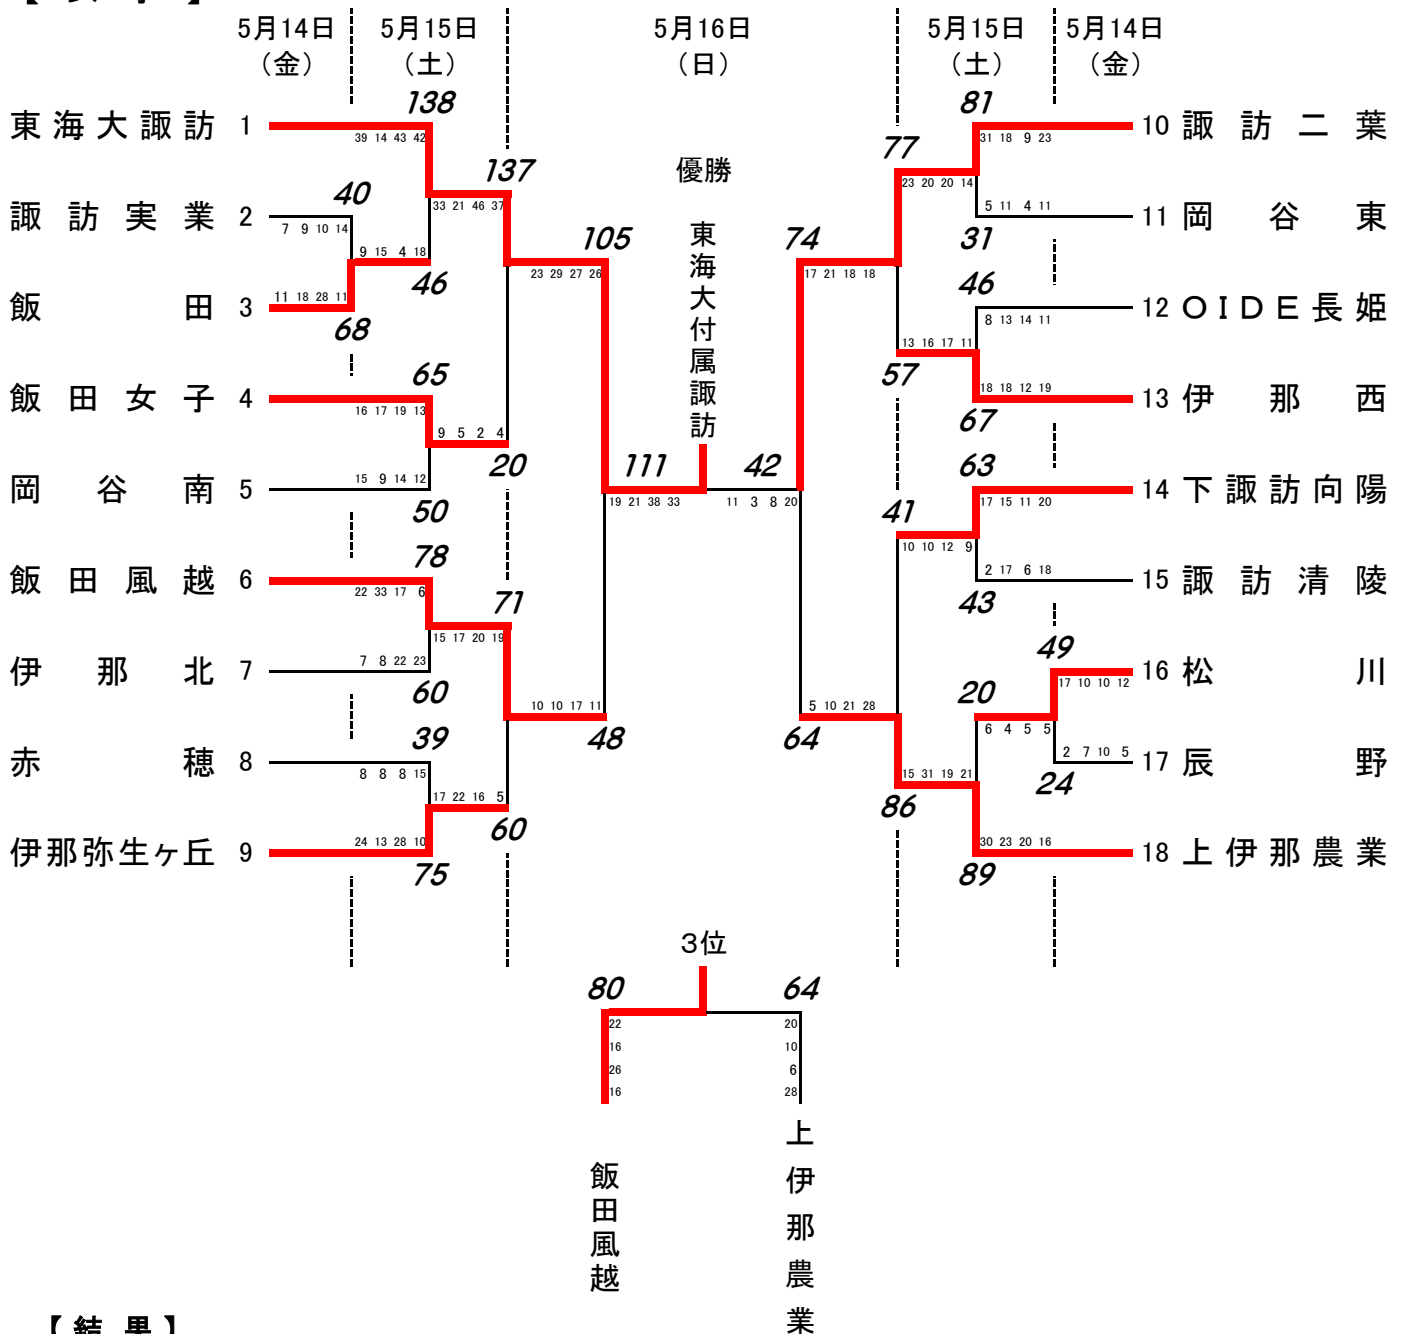 5月14日 5月15日 5月16日 5月15日 5月14日
（金） （土） （日） （土） （金）
優勝
東海大付属諏訪
東海大諏訪 1
39 14 43 42
138
諏訪実業 2
7 9 10 14
40
飯田 3
11 18 28 11
68
9 15 4 18
46
33 21 46 37
137
飯田女子 4
16 17 19 13
65
岡谷南 5
15 9 14 12
50
9 5 2 4
20
23 29 27 26
105
飯田風越 6
22 33 17 6
78
伊那北 7
7 8 22 23
60
15 17 20 19
71
赤穂 8
8 8 8 15
39
伊那弥生ヶ丘 9
24 13 28 10
75
17 22 16 5
60
10 10 17 11
48
111
19 21 38 33
42
11 3 8 20
10 諏訪二葉
31 18 9 23
81
11 岡谷東
5 11 4 11
31
23 20 20 14
77
12 OIDE長姫
8 13 14 11
46
13 伊那西
18 18 12 19
67
13 16 17 11
57
17 21 18 18
74
14 下諏訪向陽
17 15 11 20
63
15 諏訪清陵
2 17 6 18
43
10 10 12 9
41
16 松川
17 10 10 12
49
17 辰野
2 7 10 5
24
6 4 5 5
20
18 上伊那農業
30 23 20 16
89
15 31 19 21
86
5 10 21 28
64
3位
80 64
22 20
16 10
26 6
16 28
飯田風越
上伊那農業
【結果】